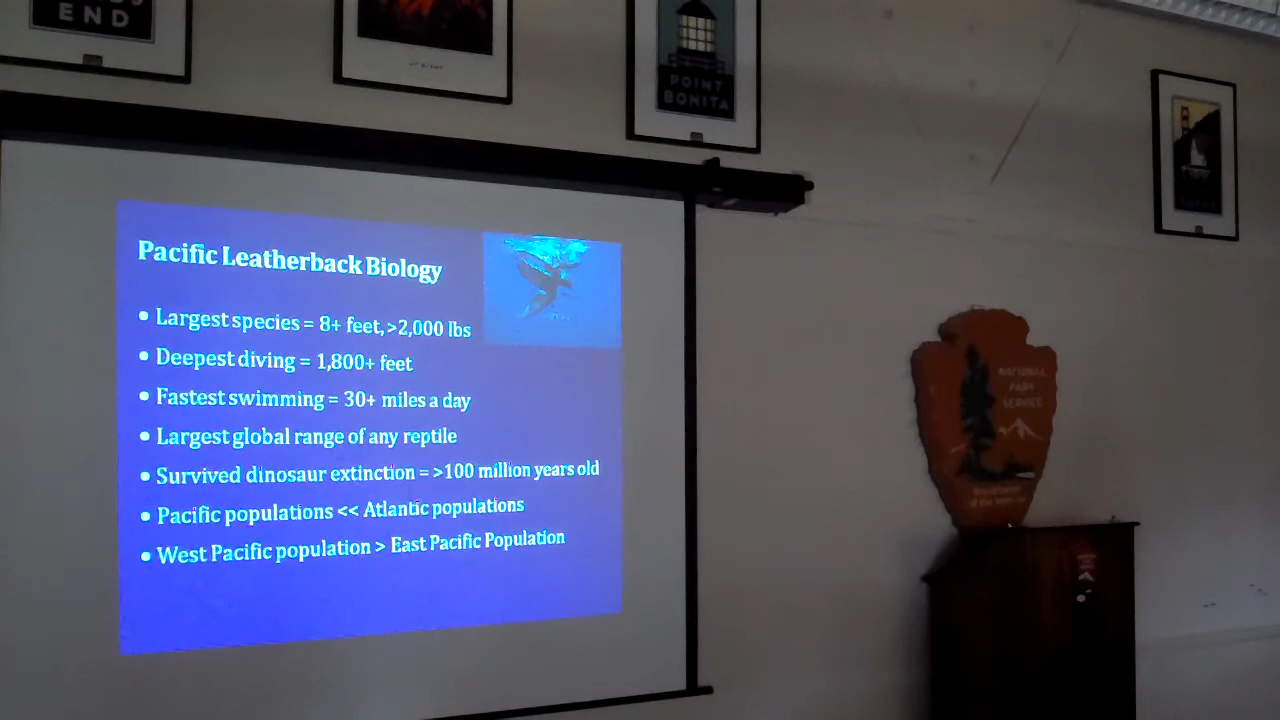 END
POINT
BONITA
Pacific Leatherback Biology
• Largest species = 8+ feet, >2,000 lbs
• Deepest diving = 1,800+ feet
• Fastest swimming = 30+ miles a day
• Largest global range of any reptile
• Survived dinosaur extinction = >100 million years old
• Pacific populations << Atlantic populations
• West Pacific population > East Pacific Population
NATIONAL
PARK
SERVICE